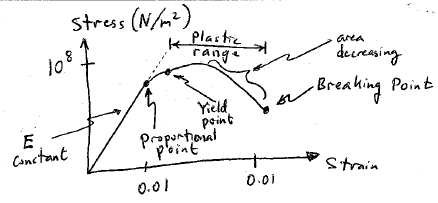 Stress (N/m²)
Plastic
range
area
decreasing
10⁸
Breaking Point
Yield
point
Proportional
point
E
constant
Strain
0.01
0.01